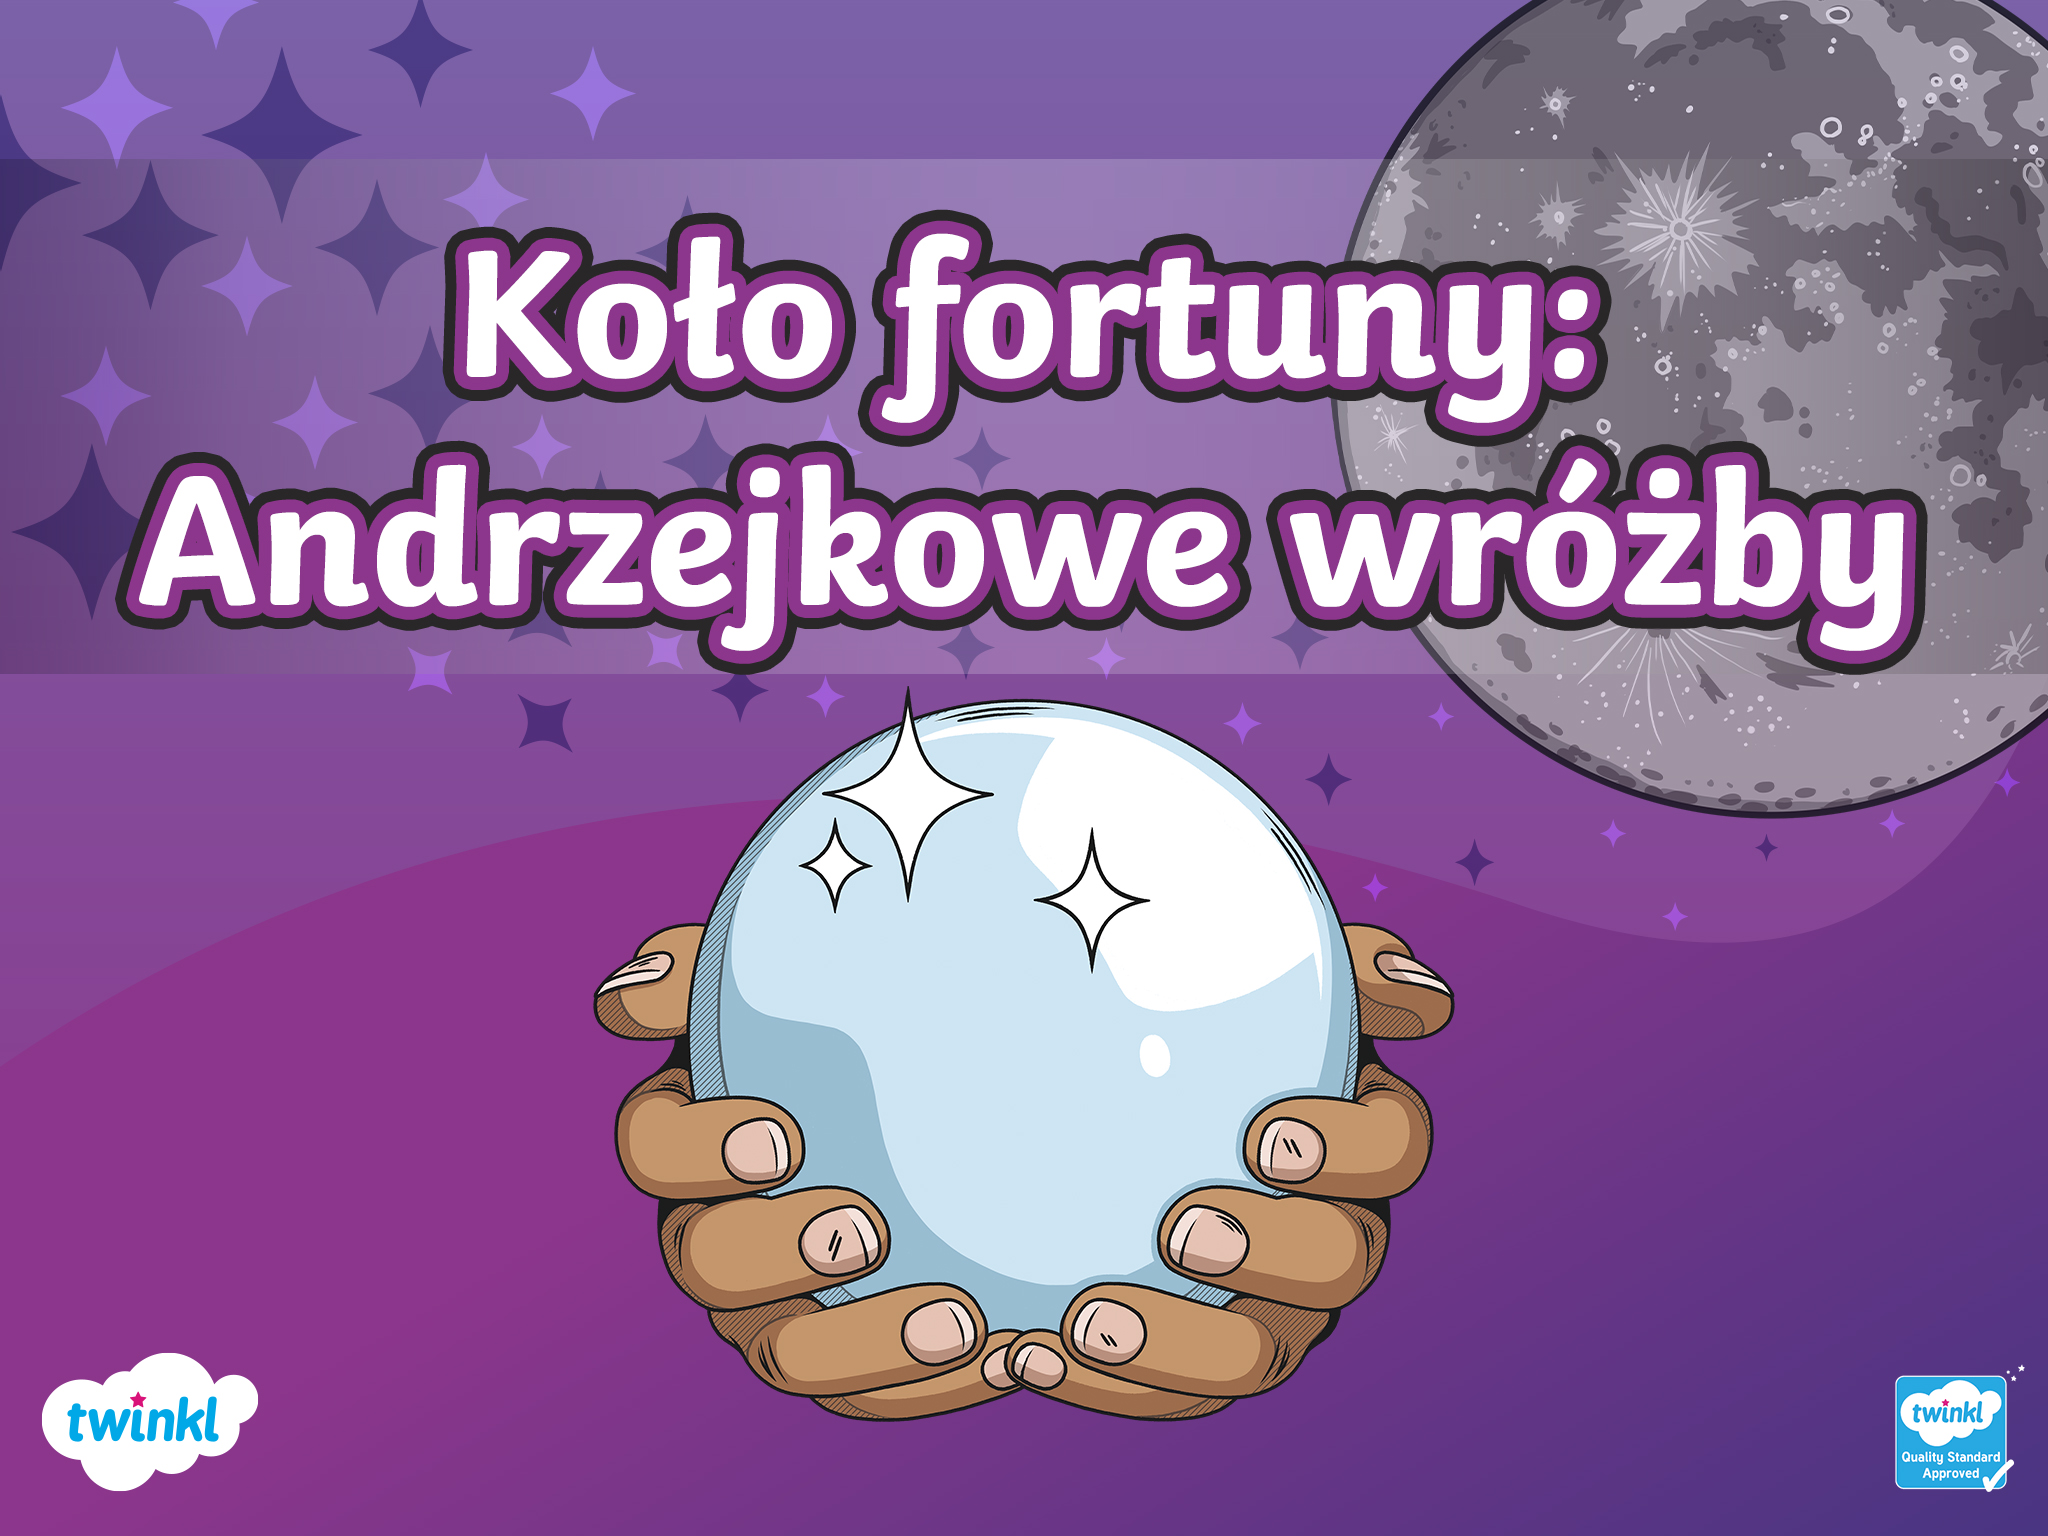 Koło fortuny:
Andrzejkowe wróżby
twinkl
twinkl
Quality Standard
Approved